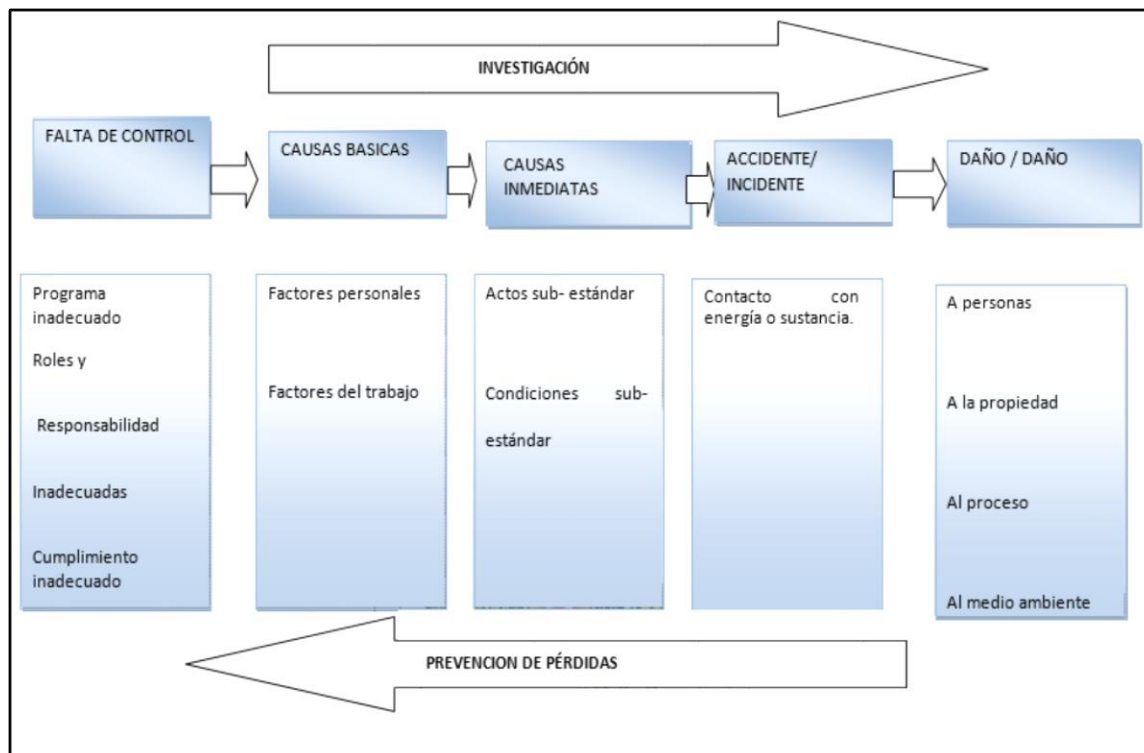 INVESTIGACIÓN
FALTA DE CONTROL
CAUSAS BASICAS
CAUSAS
INMEDIATAS
ACCIDENTE/
INCIDENTE
DAÑO / DAÑO
Programa
inadecuado
Roles y
Responsabilidad
Inadecuadas
Cumplimiento
inadecuado
Factores personales
Factores del trabajo
Actos sub- estándar
Condiciones sub-
estándar
Contacto con
energía o sustancia.
A personas
A la propiedad
Al proceso
Al medio ambiente
PREVENCION DE PÉRDIDAS